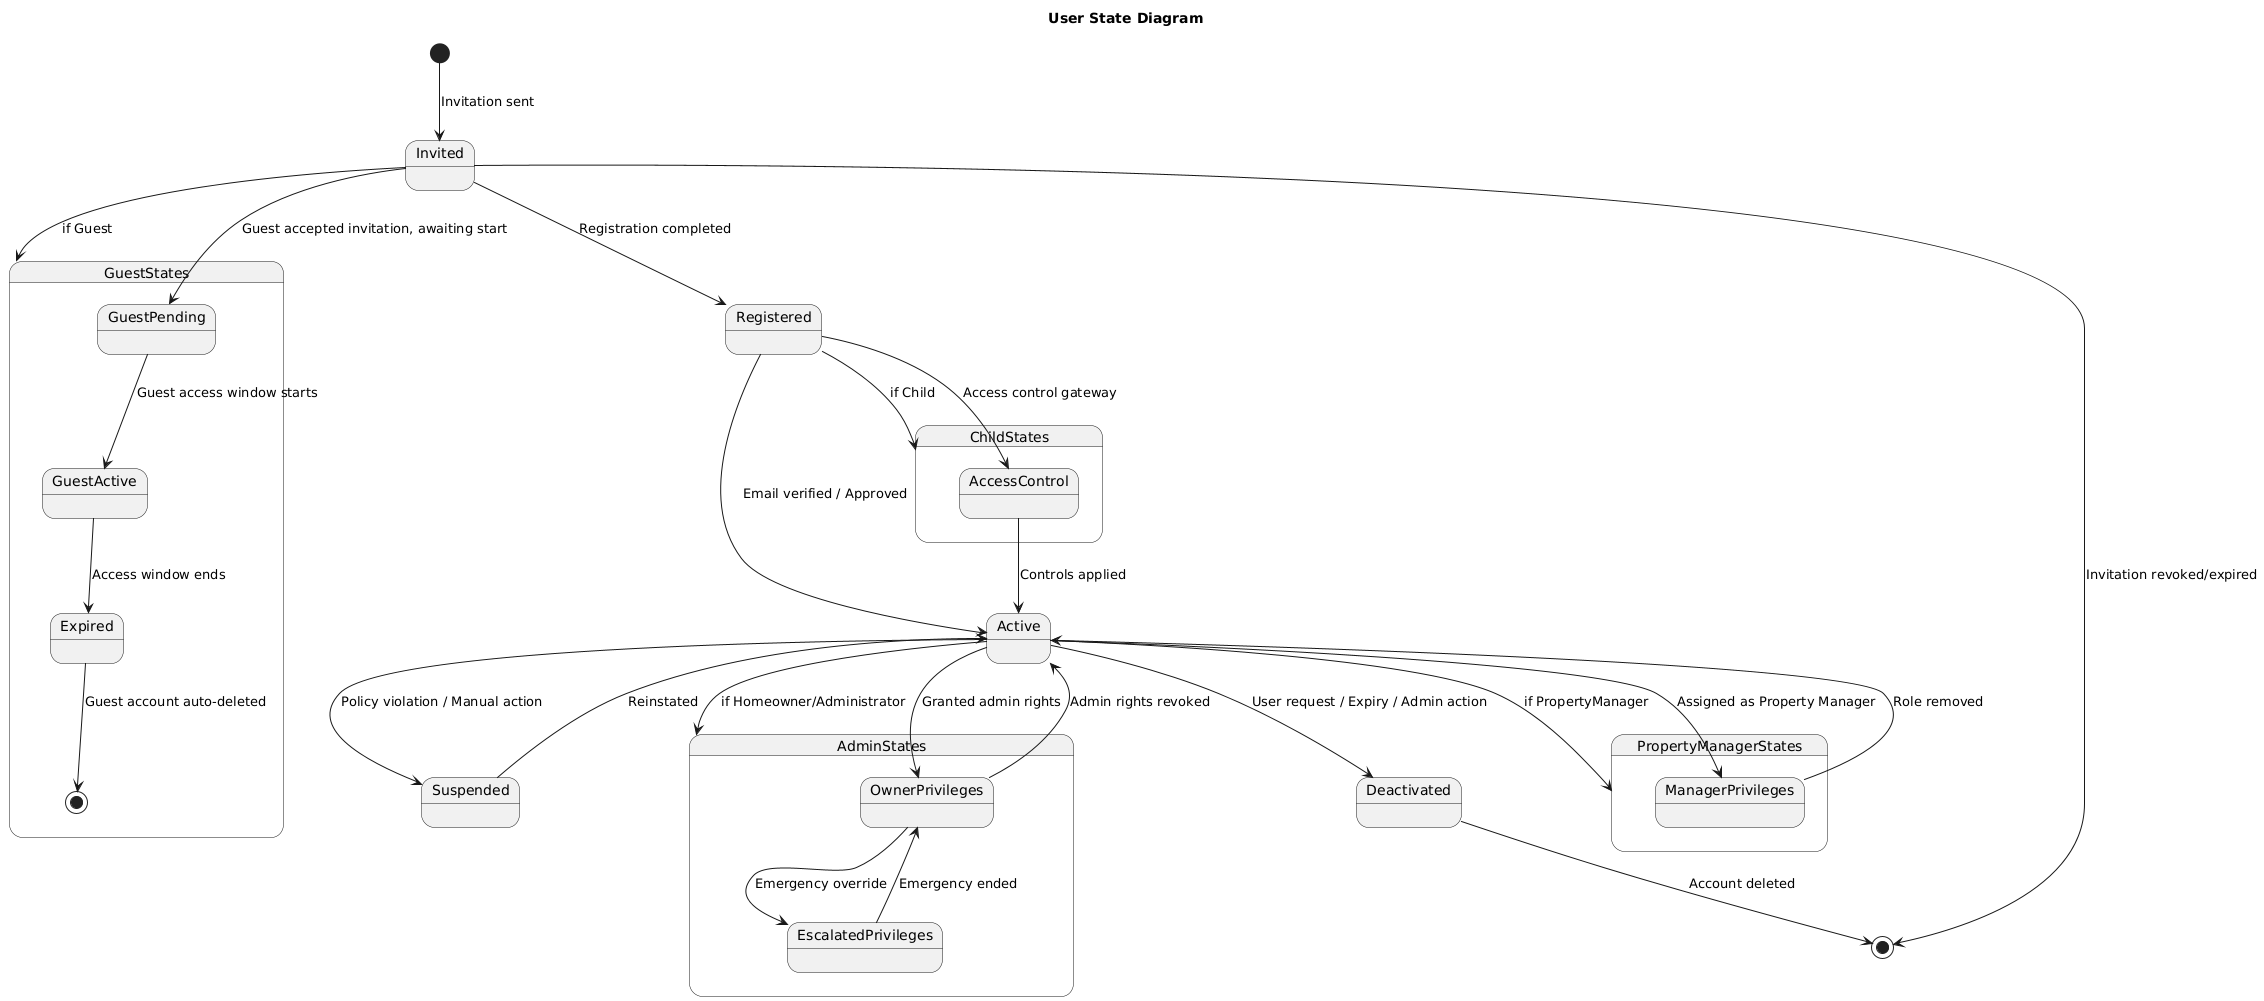 User State Diagram
Invitation sent
Invited
if Guest
Guest accepted invitation, awaiting start
Registration completed
GuestStates
GuestPending
Registered
Guest access window starts
if Child
Access control gateway
ChildStates
GuestActive
AccessControl
Email verified / Approved
Access window ends
Controls applied
Invitation revoked/expired
Expired
Active
Guest account auto-deleted
Policy violation / Manual action
Reinstated
if Homeowner/Administrator
Granted admin rights
Admin rights revoked
User request / Expiry / Admin action
if PropertyManager
Assigned as Property Manager
Role removed
AdminStates
PropertyManagerStates
Suspended
OwnerPrivileges
Deactivated
ManagerPrivileges
Emergency override
Emergency ended
Account deleted
EscalatedPrivileges